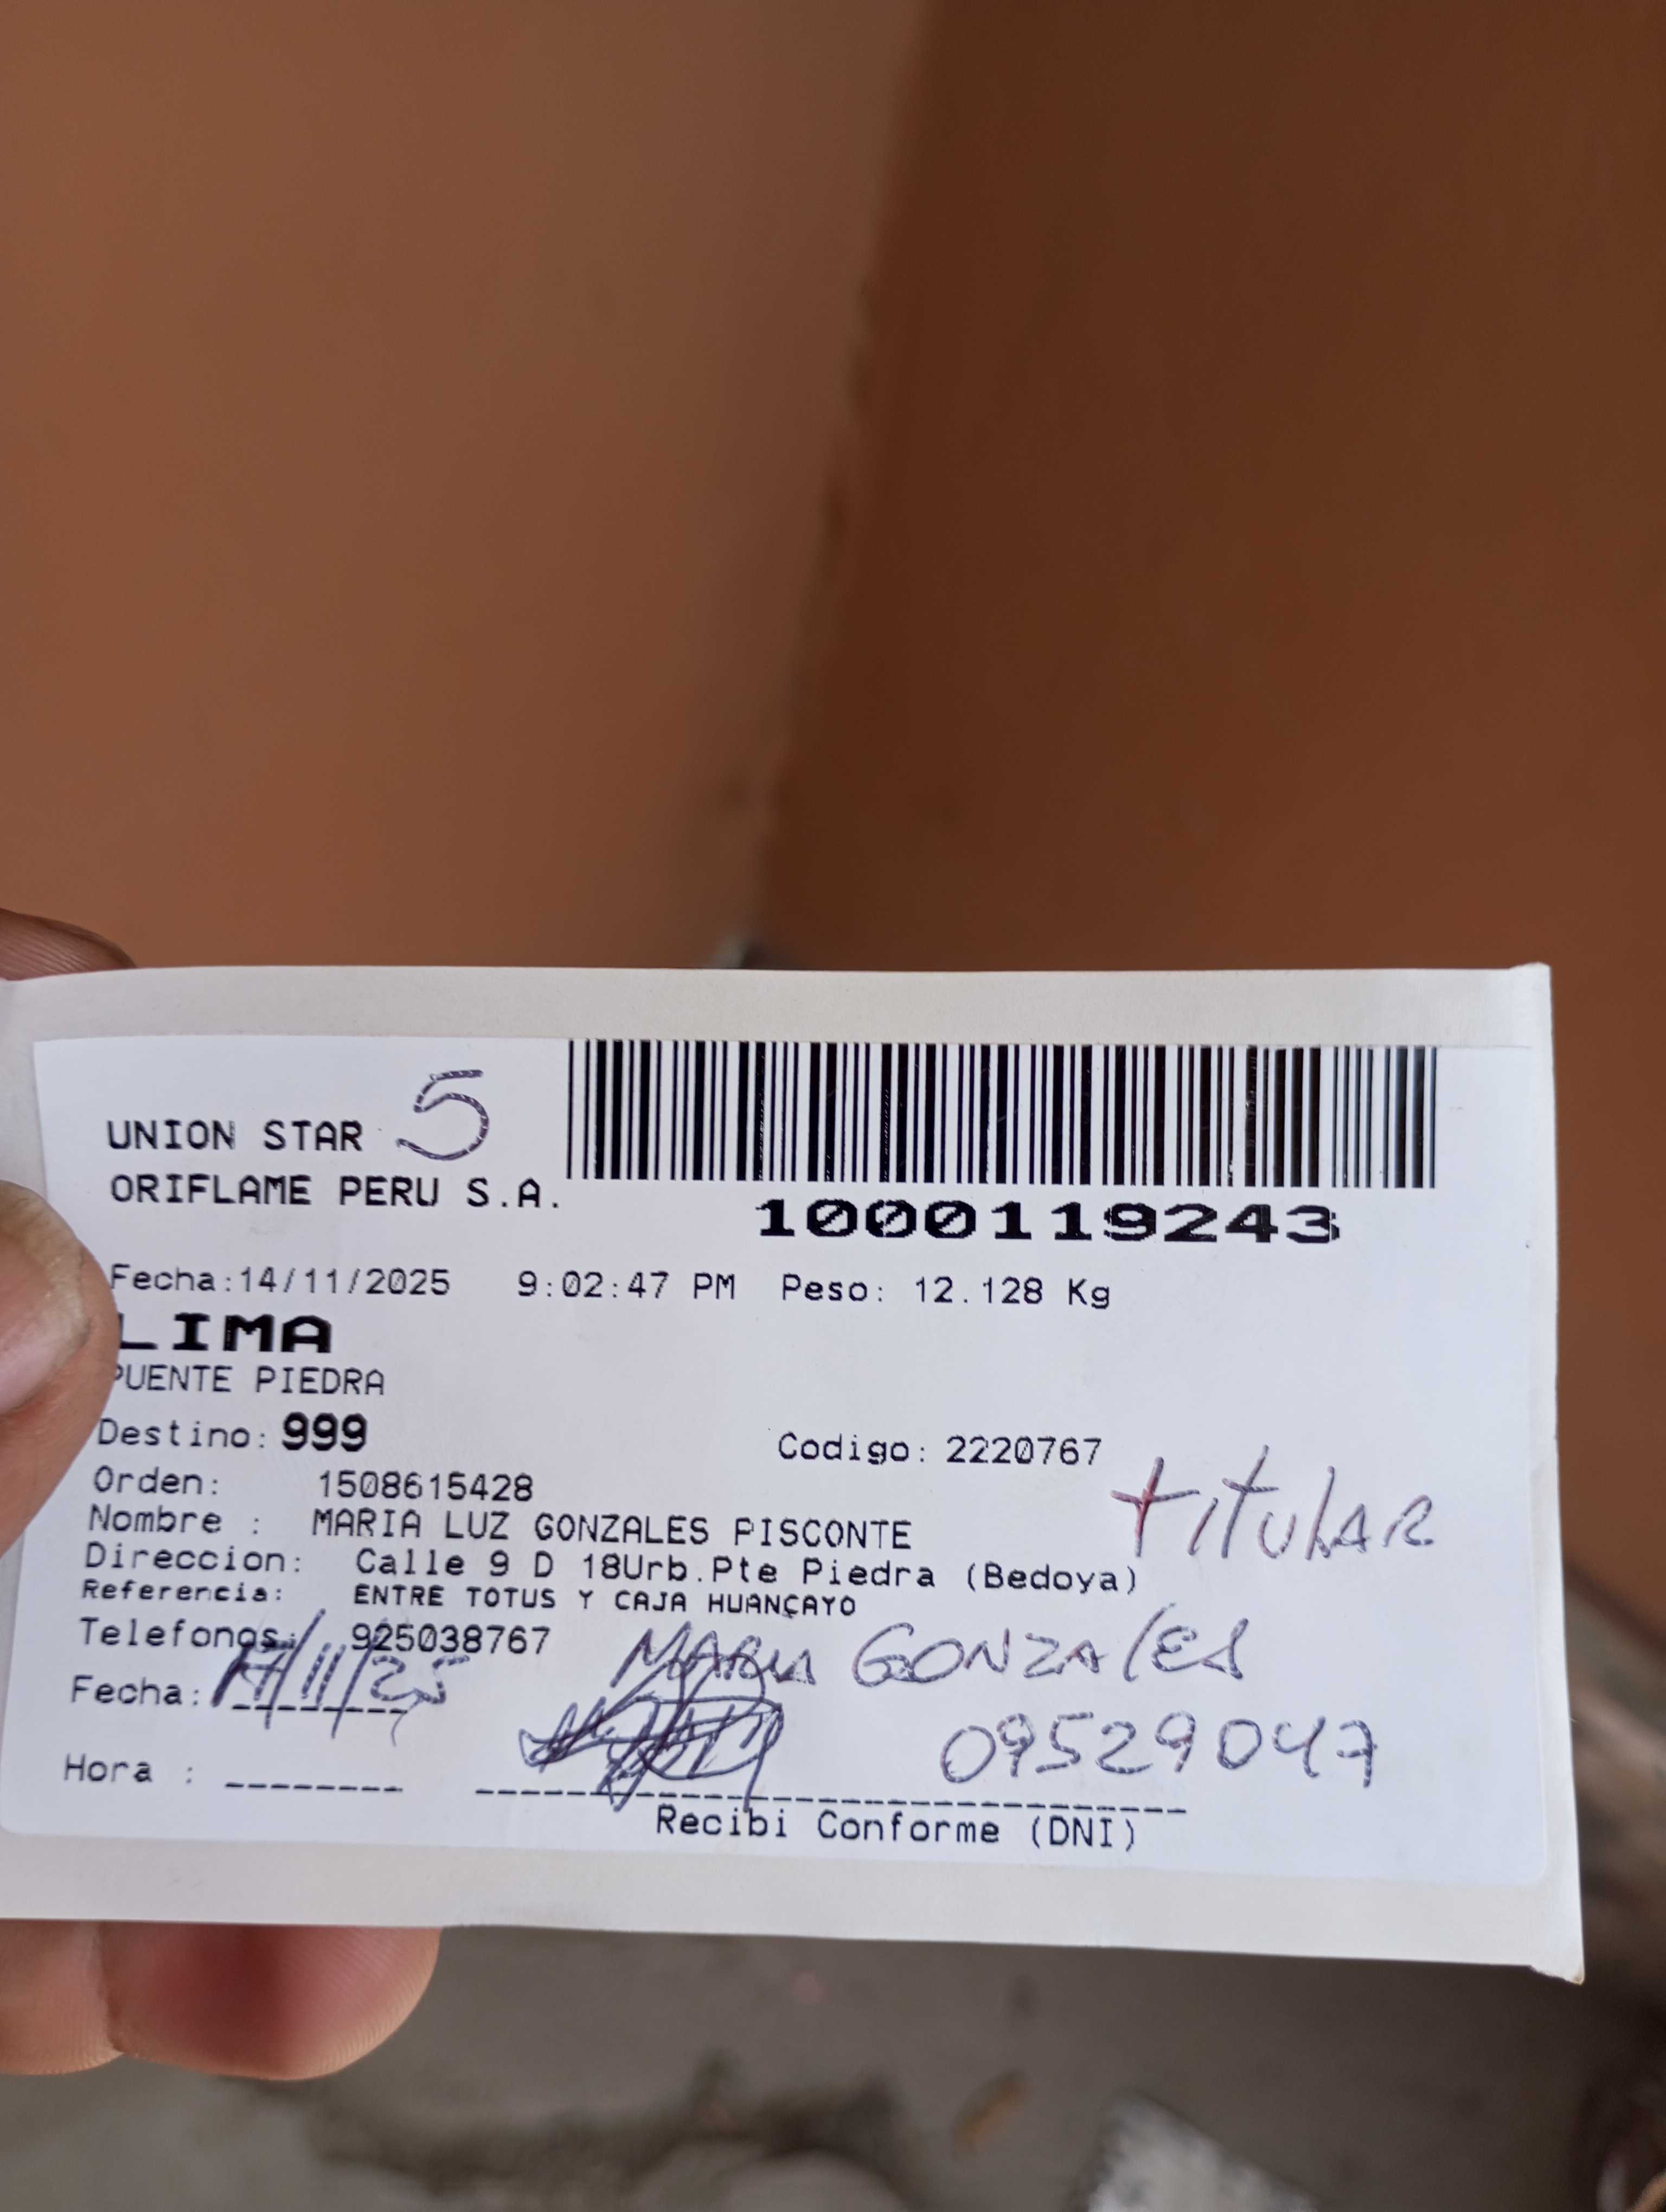 UNION STAR 5
ORIFLAME PERU S.A.
1000119243
Fecha:14/11/2025 9:02:47 PM Peso: 12.128 Kg
LIMA
PUENTE PIEDRA
Destino: 999
Codigo: 2220767
Orden: 1508615428
titular
Nombre : MARIA LUZ GONZALES PISCONTE
Direccion: Calle 9 D 18Urb.Pte Piedra (Bedoya)
Referencia: ENTRE TOTUS Y CAJA HUANCAYO
Telefonos: 925038767
MARIA GONZALES
Fecha: 17/11/25
09529047
Hora :
Recibi Conforme (DNI)